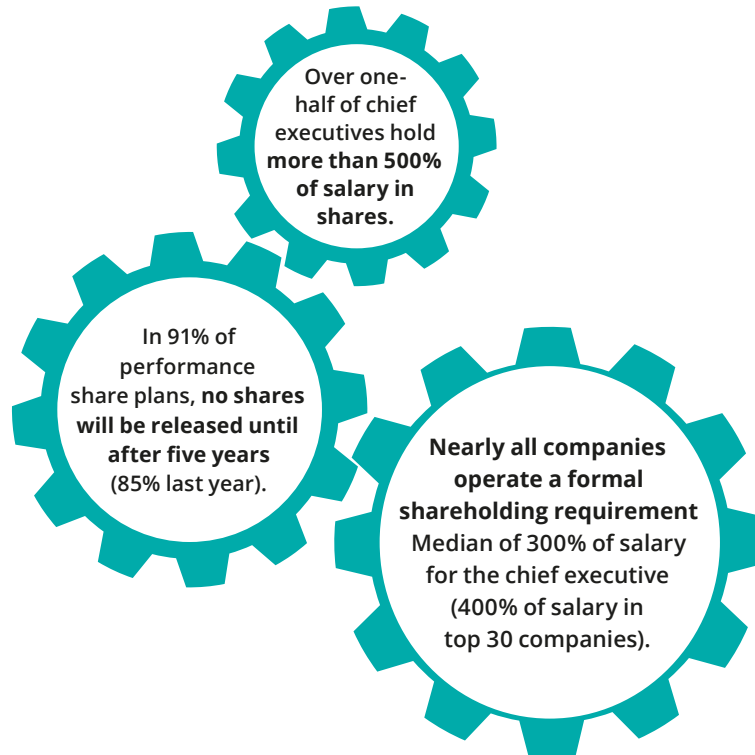 Over one-
half of chief
executives hold
more than 500%
of salary in
shares.
In 91% of
performance
share plans, no shares
will be released until
after five years
(85% last year).
Nearly all companies
operate a formal
shareholding requirement
Median of 300% of salary
for the chief executive
(400% of salary in
top 30 companies).